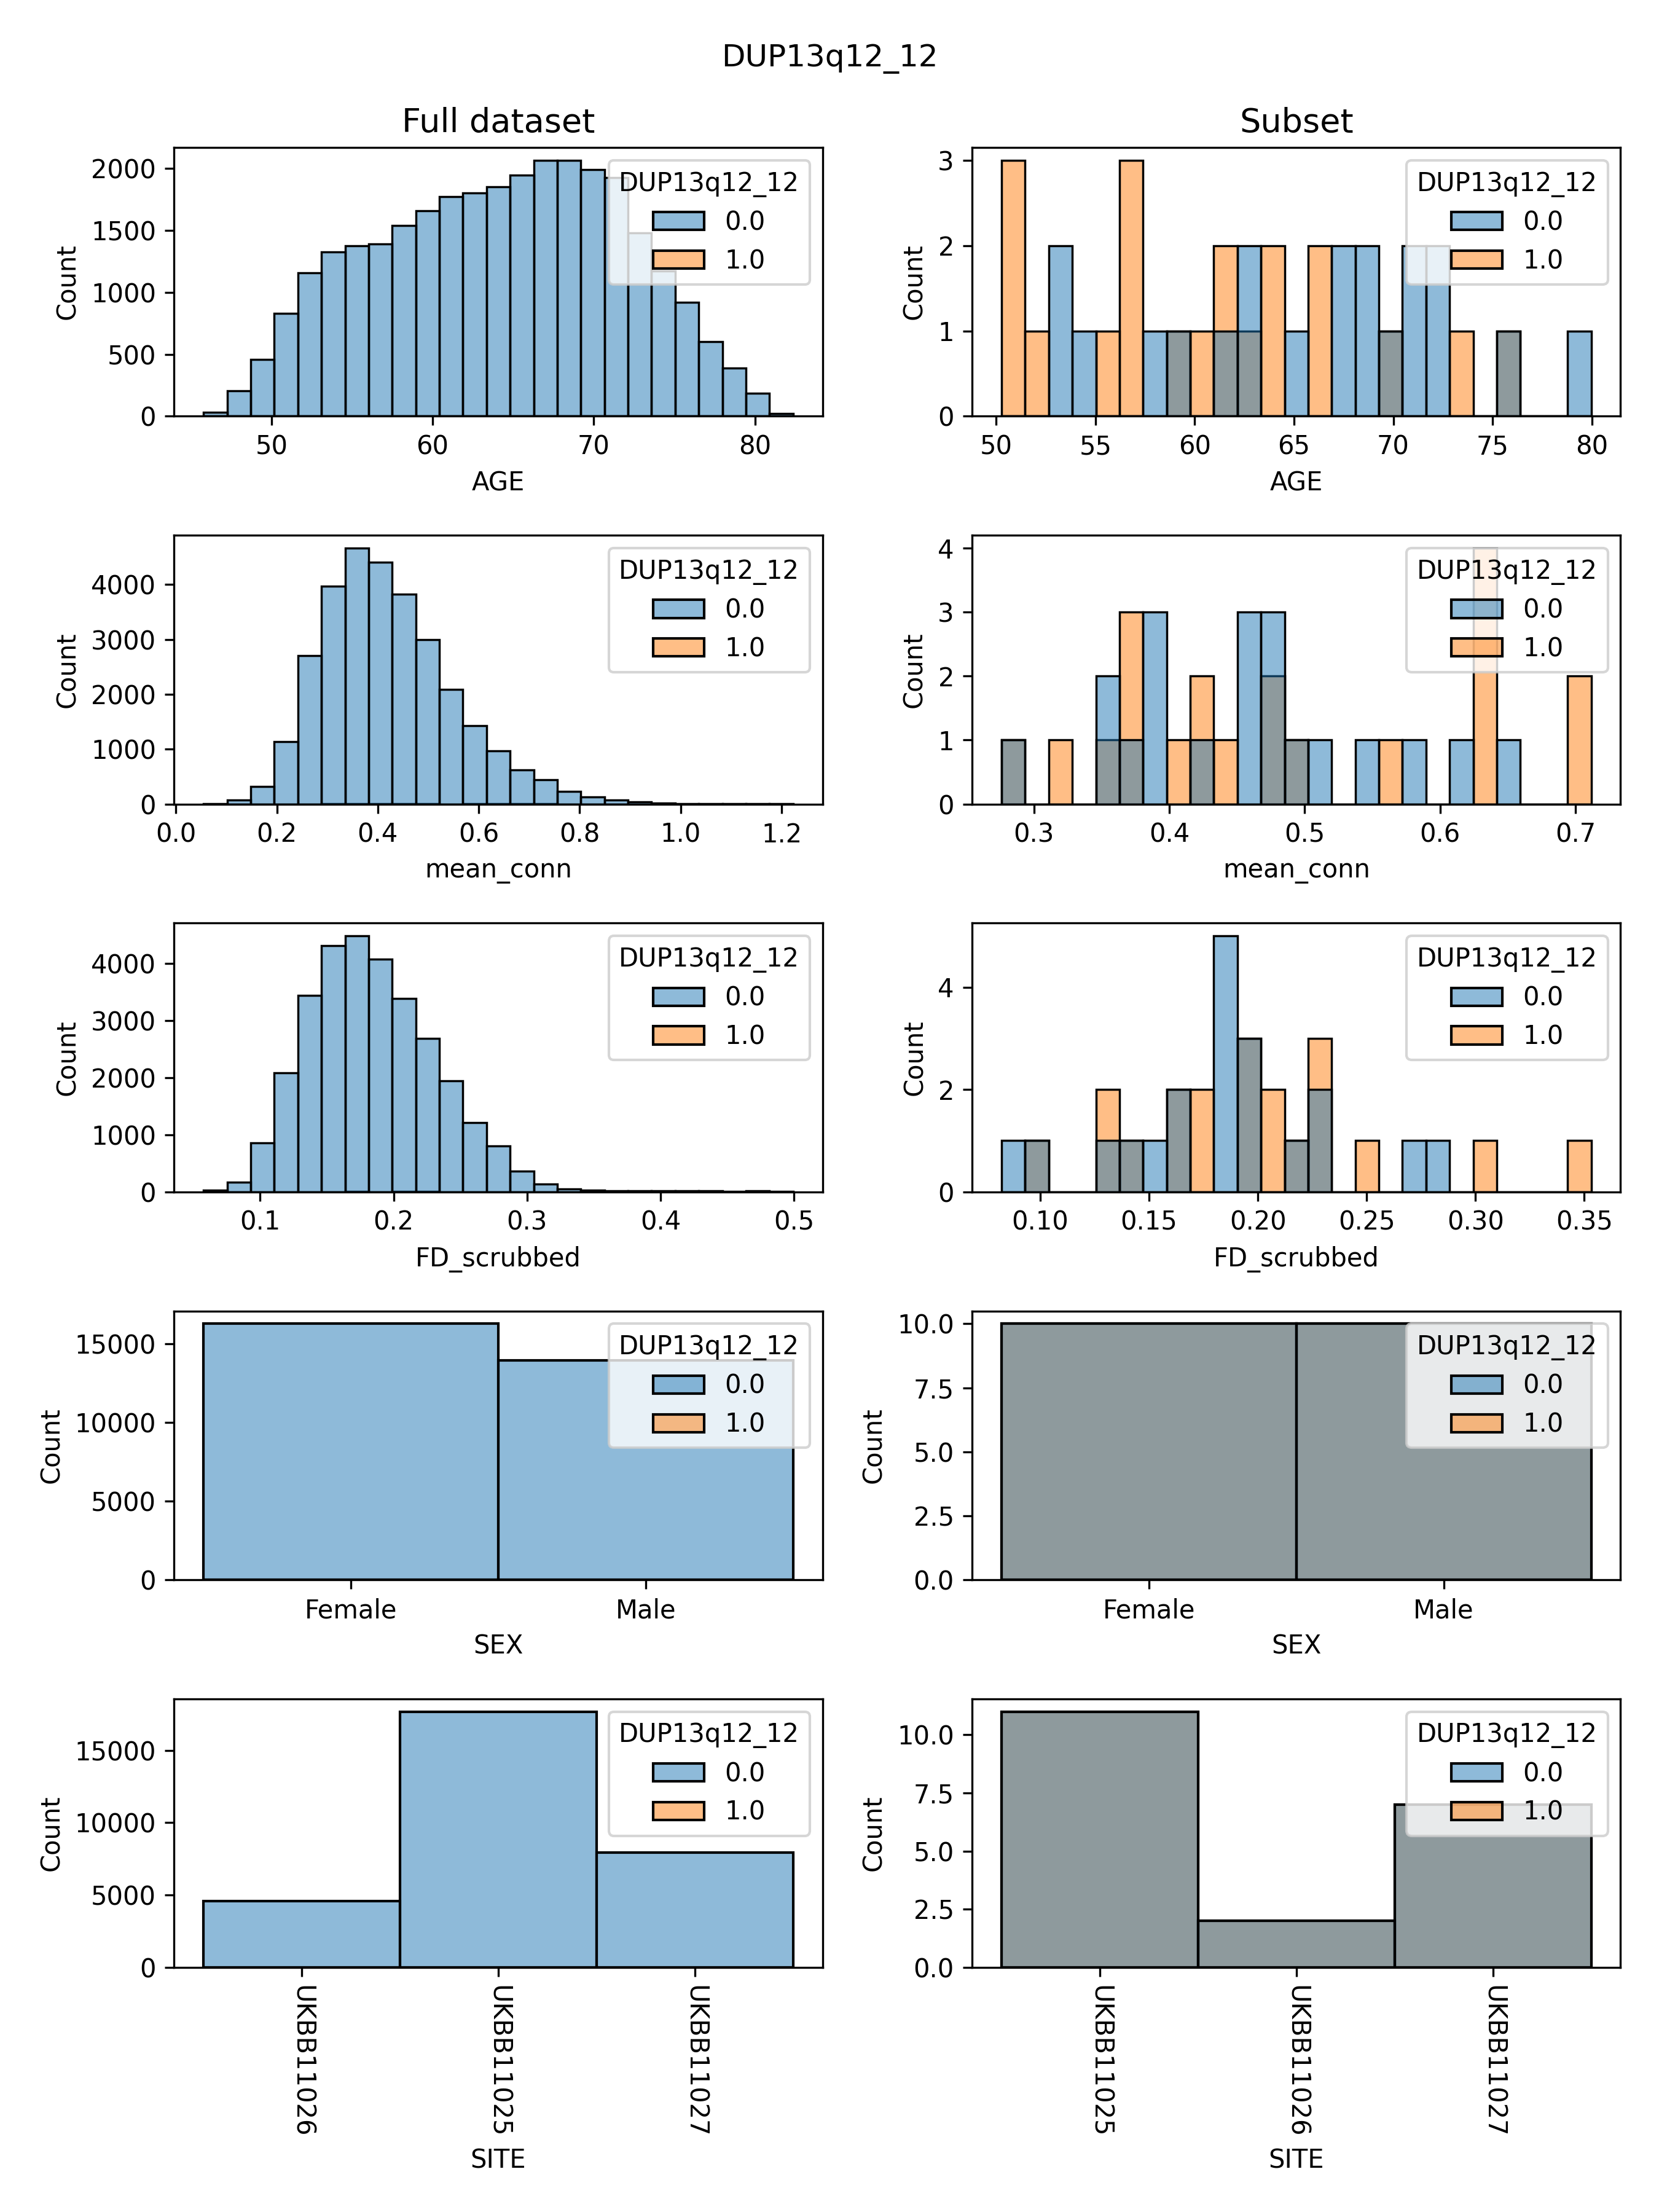 DUP13q12_12
Full dataset
Subset
2000
1500
1000
500
0
Count
50 60 70 80
AGE
DUP13q12_12
0.0
1.0
3
2
1
0
Count
50 55 60 65 70 75 80
AGE
DUP13q12_12
0.0
1.0
4000
3000
2000
1000
0
Count
0.0 0.2 0.4 0.6 0.8 1.0 1.2
mean_conn
DUP13q12_12
0.0
1.0
4
3
2
1
0
Count
0.3 0.4 0.5 0.6 0.7
mean_conn
DUP13q12_12
0.0
1.0
4000
3000
2000
1000
0
Count
0.1 0.2 0.3 0.4 0.5
FD_scrubbed
DUP13q12_12
0.0
1.0
4
2
0
Count
0.10 0.15 0.20 0.25 0.30 0.35
FD_scrubbed
DUP13q12_12
0.0
1.0
15000
10000
5000
0
Count
Female Male
SEX
DUP13q12_12
0.0
1.0
10.0
7.5
5.0
2.5
0.0
Count
Female Male
SEX
DUP13q12_12
0.0
1.0
15000
10000
5000
0
Count
UKBB11026
UKBB11025
UKBB11027
SITE
DUP13q12_12
0.0
1.0
10.0
7.5
5.0
2.5
0.0
Count
UKBB11025
UKBB11026
UKBB11027
SITE
DUP13q12_12
0.0
1.0